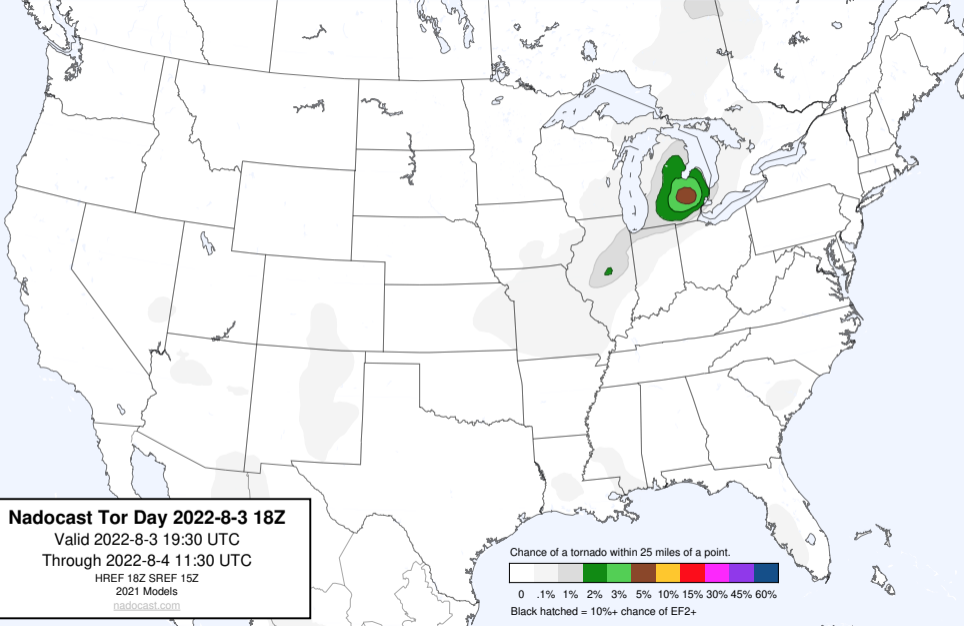 Nadocast Tor Day 2022-8-3 18Z
Valid 2022-8-3 19:30 UTC
Through 2022-8-4 11:30 UTC
HREF 18Z SREF 15Z
2021 Models
nadocast.com
Chance of a tornado within 25 miles of a point.
0 .1% 1% 2% 3% 5% 10% 15% 30% 45% 60%
Black hatched = 10%+ chance of EF2+